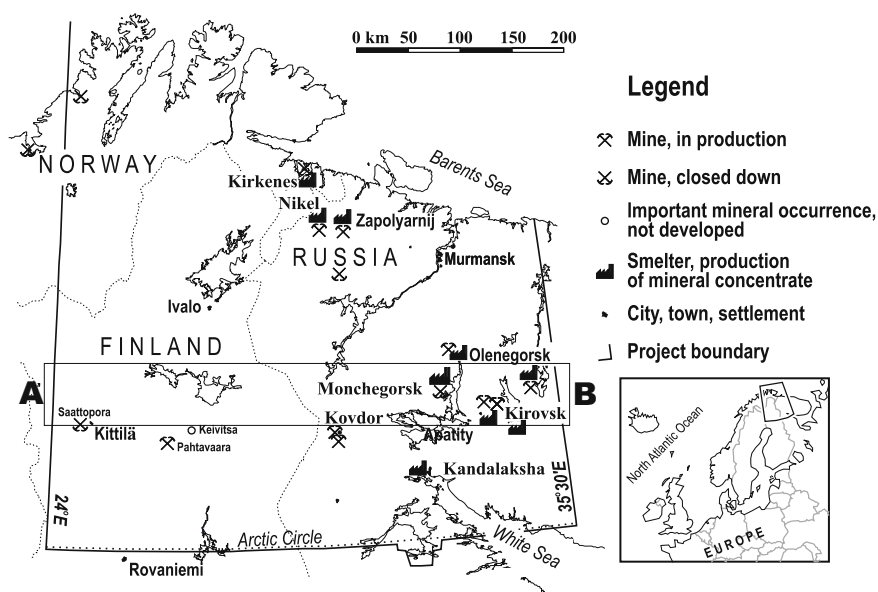 0 km 50 100 150 200
Legend
Mine, in production
Mine, closed down
Important mineral occurrence,
not developed
Smelter, production
of mineral concentrate
City, town, settlement
Project boundary
NORWAY
Barents Sea
Kirkenes
Nikel
Zapolyarnij
RUSSIA
Murmansk
Ivalo
FINLAND
Olenegorsk
A
Monchegorsk
B
Saattopora
Kittilä
Keivitsa
Pahtavaara
Kovdor
Kirovsk
Apatity
Kandalaksha
24°E
35°30'E
Arctic Circle
White Sea
Rovaniemi
North Atlantic Ocean
EUROPE